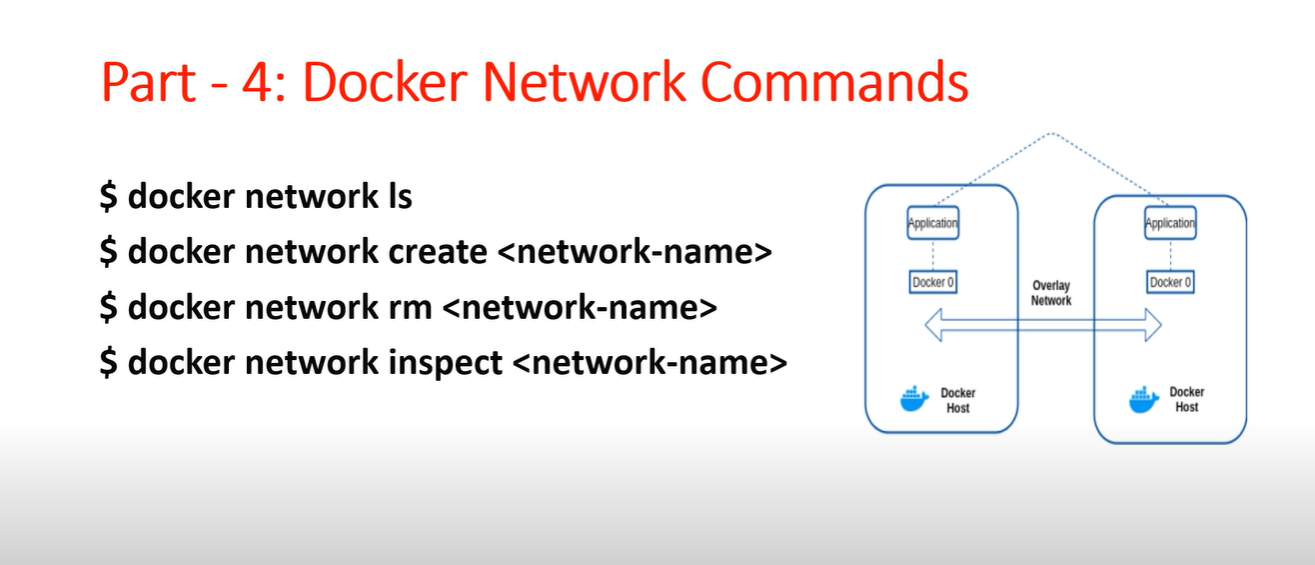 Part - 4: Docker Network Commands
$ docker network ls
$ docker network create <network-name>
$ docker network rm <network-name>
$ docker network inspect <network-name>
Application
Docker 0
Docker
Host
Overlay
Network
Application
Docker 0
Docker
Host